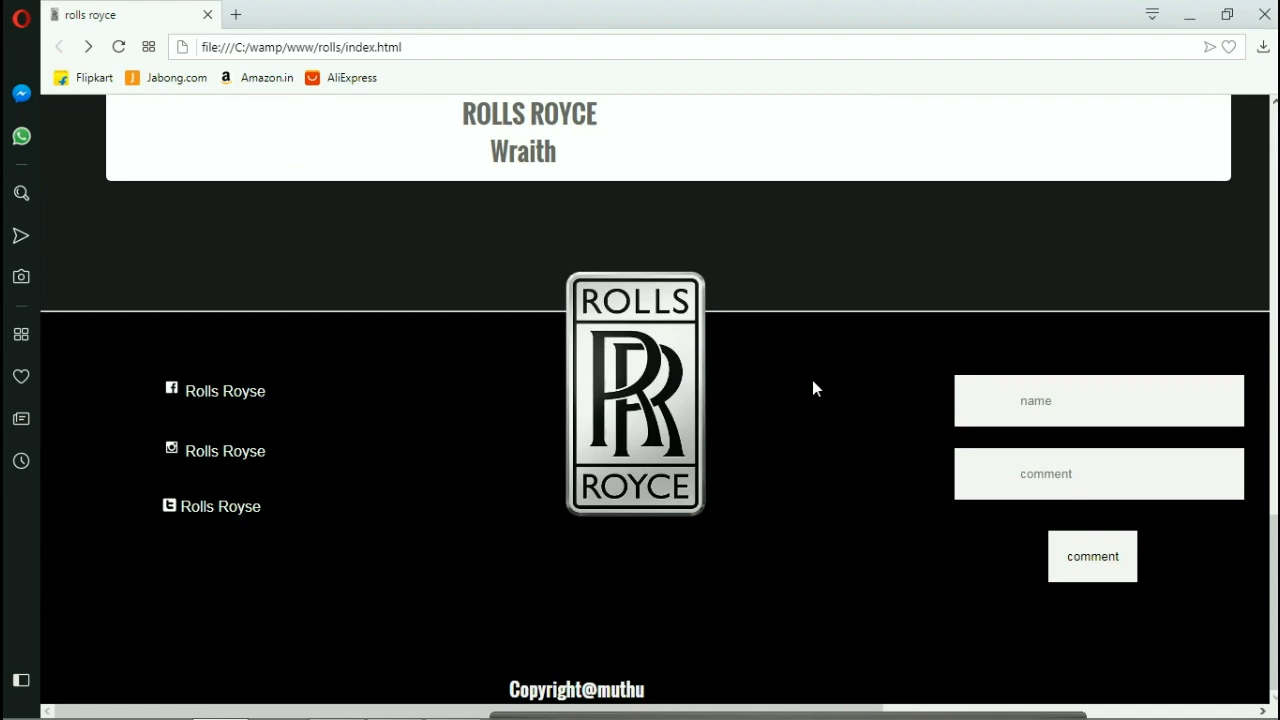 rolls royce
file:///C:/wamp/www/rolls/index.html
Flipkart
Jabong.com
Amazon.in
AliExpress
ROLLS ROYCE
Wraith
ROLLS
RR
ROYCE
Rolls Royse
Rolls Royse
Rolls Royse
name
comment
comment
Copyright@muthu